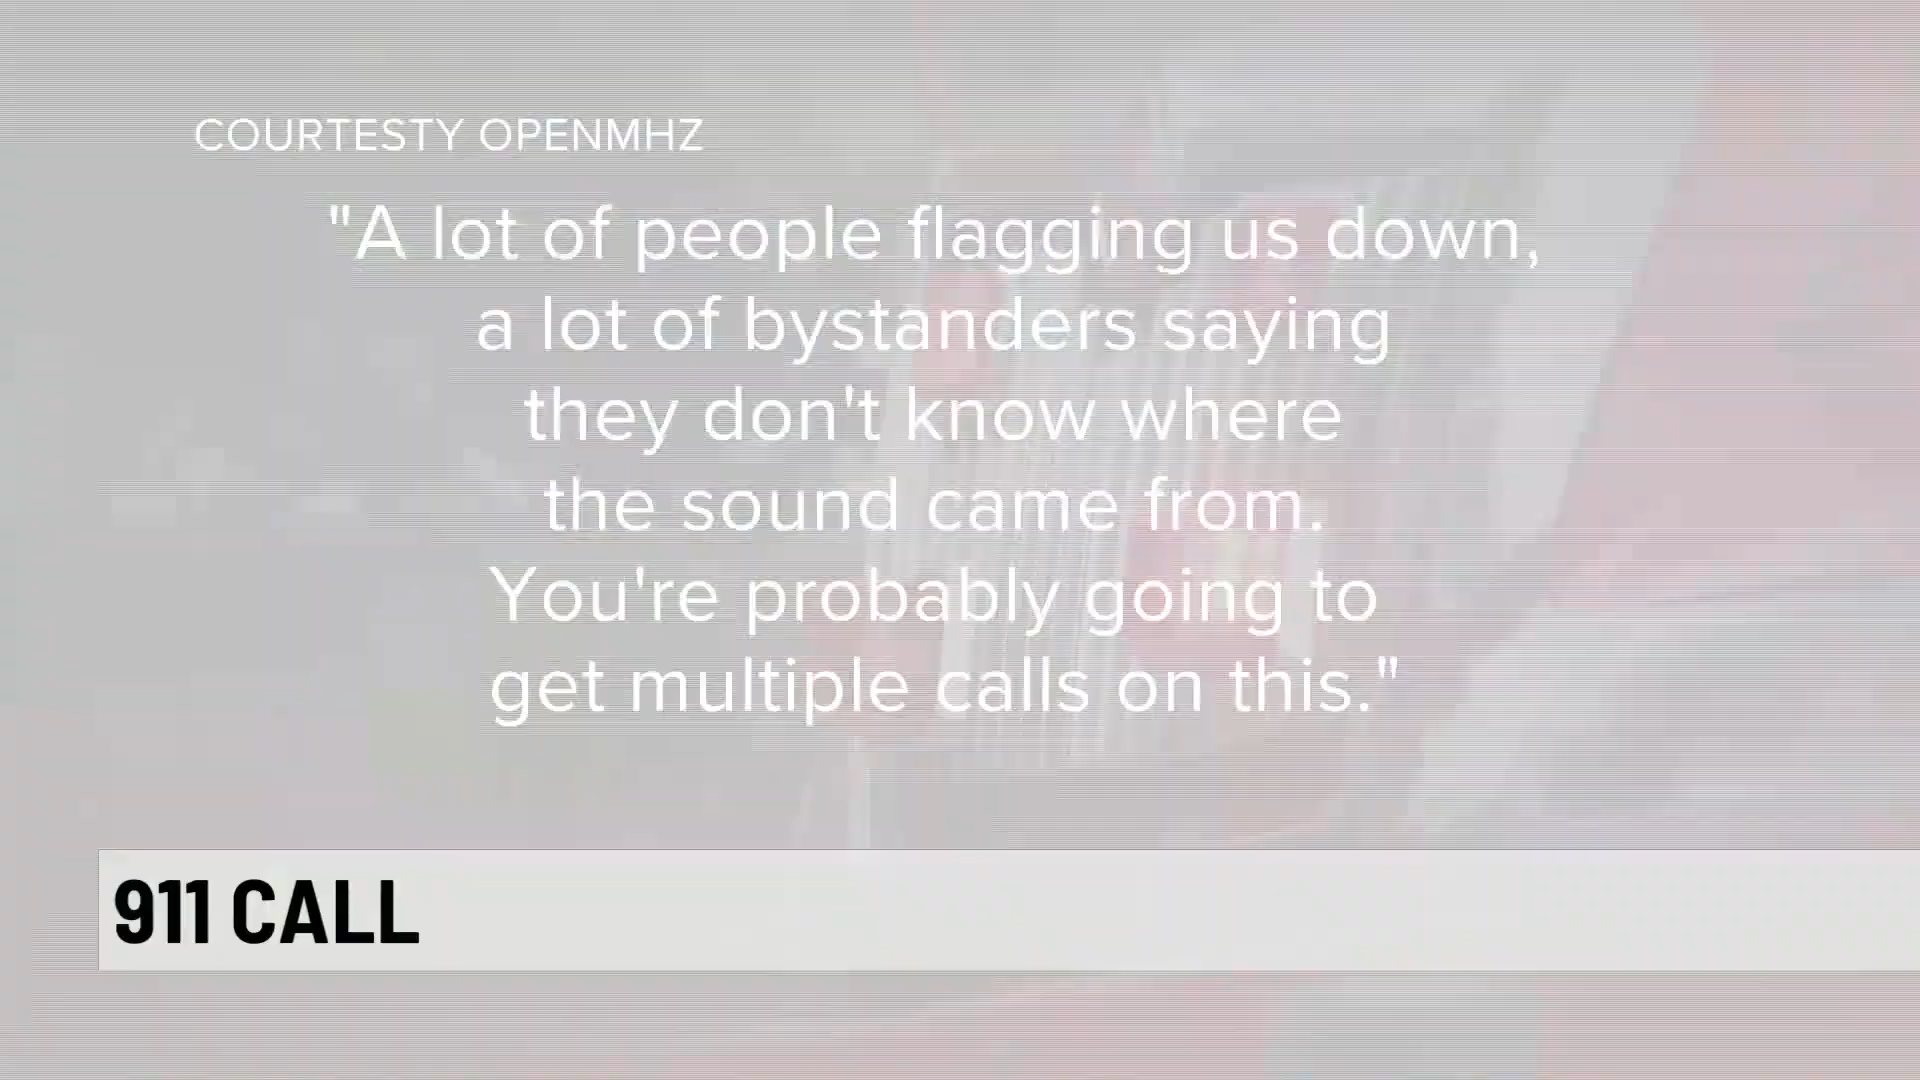 COURTESTY OPENMHZ
"A lot of people flagging us down,
a lot of bystanders saying
they don't know where
the sound came from.
You're probably going to
get multiple calls on this."
911 CALL